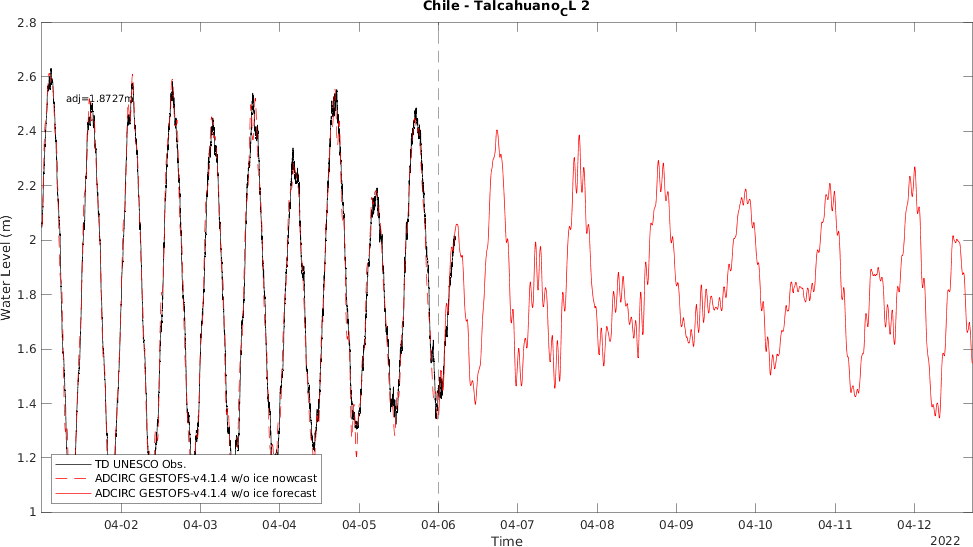 Chile - TalcahuanoCL 2
2.8
2.6
2.4
2.2
2
1.8
1.6
1.4
1.2
1
Water Level (m)
adj=1.8727m
TD UNESCO Obs.
ADCIRC GESTOFS-v4.1.4 w/o ice nowcast
ADCIRC GESTOFS-v4.1.4 w/o ice forecast
04-02 04-03 04-04 04-05 04-06 04-07 04-08 04-09 04-10 04-11 04-12
Time
2022